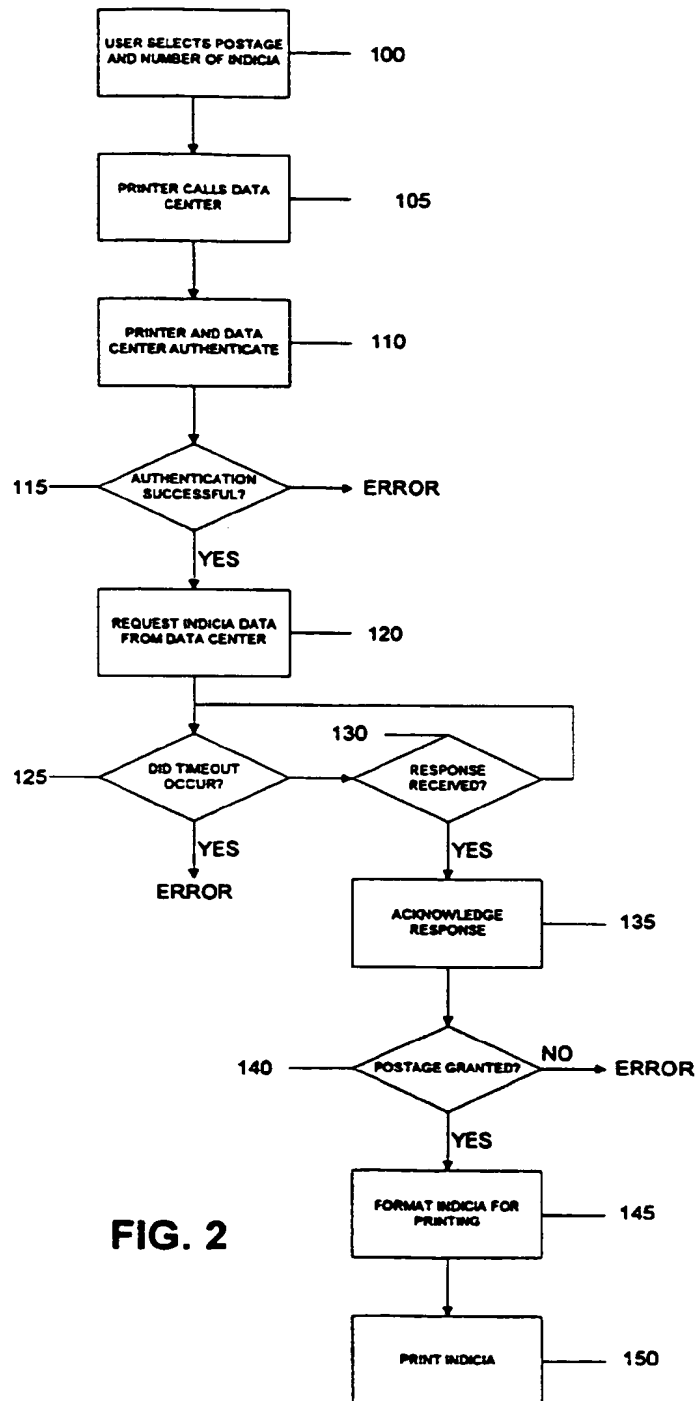 USER SELECTS POSTAGE
AND NUMBER OF INDICIA
100
PRINTER CALLS DATA
CENTER
105
PRINTER AND DATA
CENTER AUTHENTICATE
110
115
AUTHENTICATION
SUCCESSFUL?
ERROR
YES
REQUEST INDICIA DATA
FROM DATA CENTER
120
130
125
DID TIMEOUT
OCCUR?
RESPONSE
RECEIVED?
YES
ERROR
YES
ACKNOWLEDGE
RESPONSE
135
140
POSTAGE GRANTED?
NO
ERROR
YES
FORMAT INDICIA FOR
PRINTING
145
FIG. 2
PRINT INDICIA
150